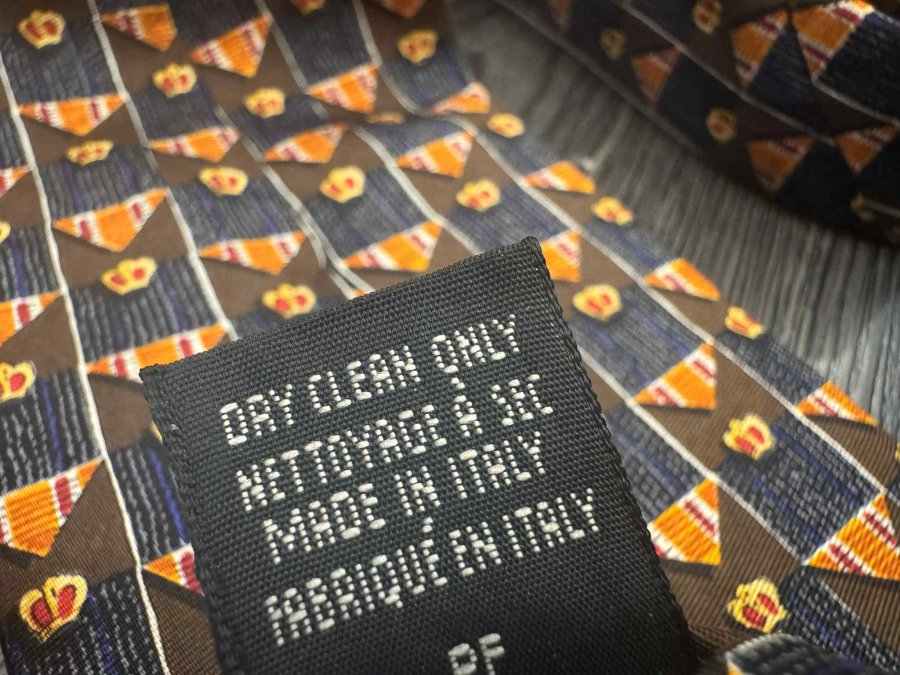 DRY CLEAN ONLY
NETTOYAGE À SEC
MADE IN ITALY
FABRIQUÉ EN ITALY